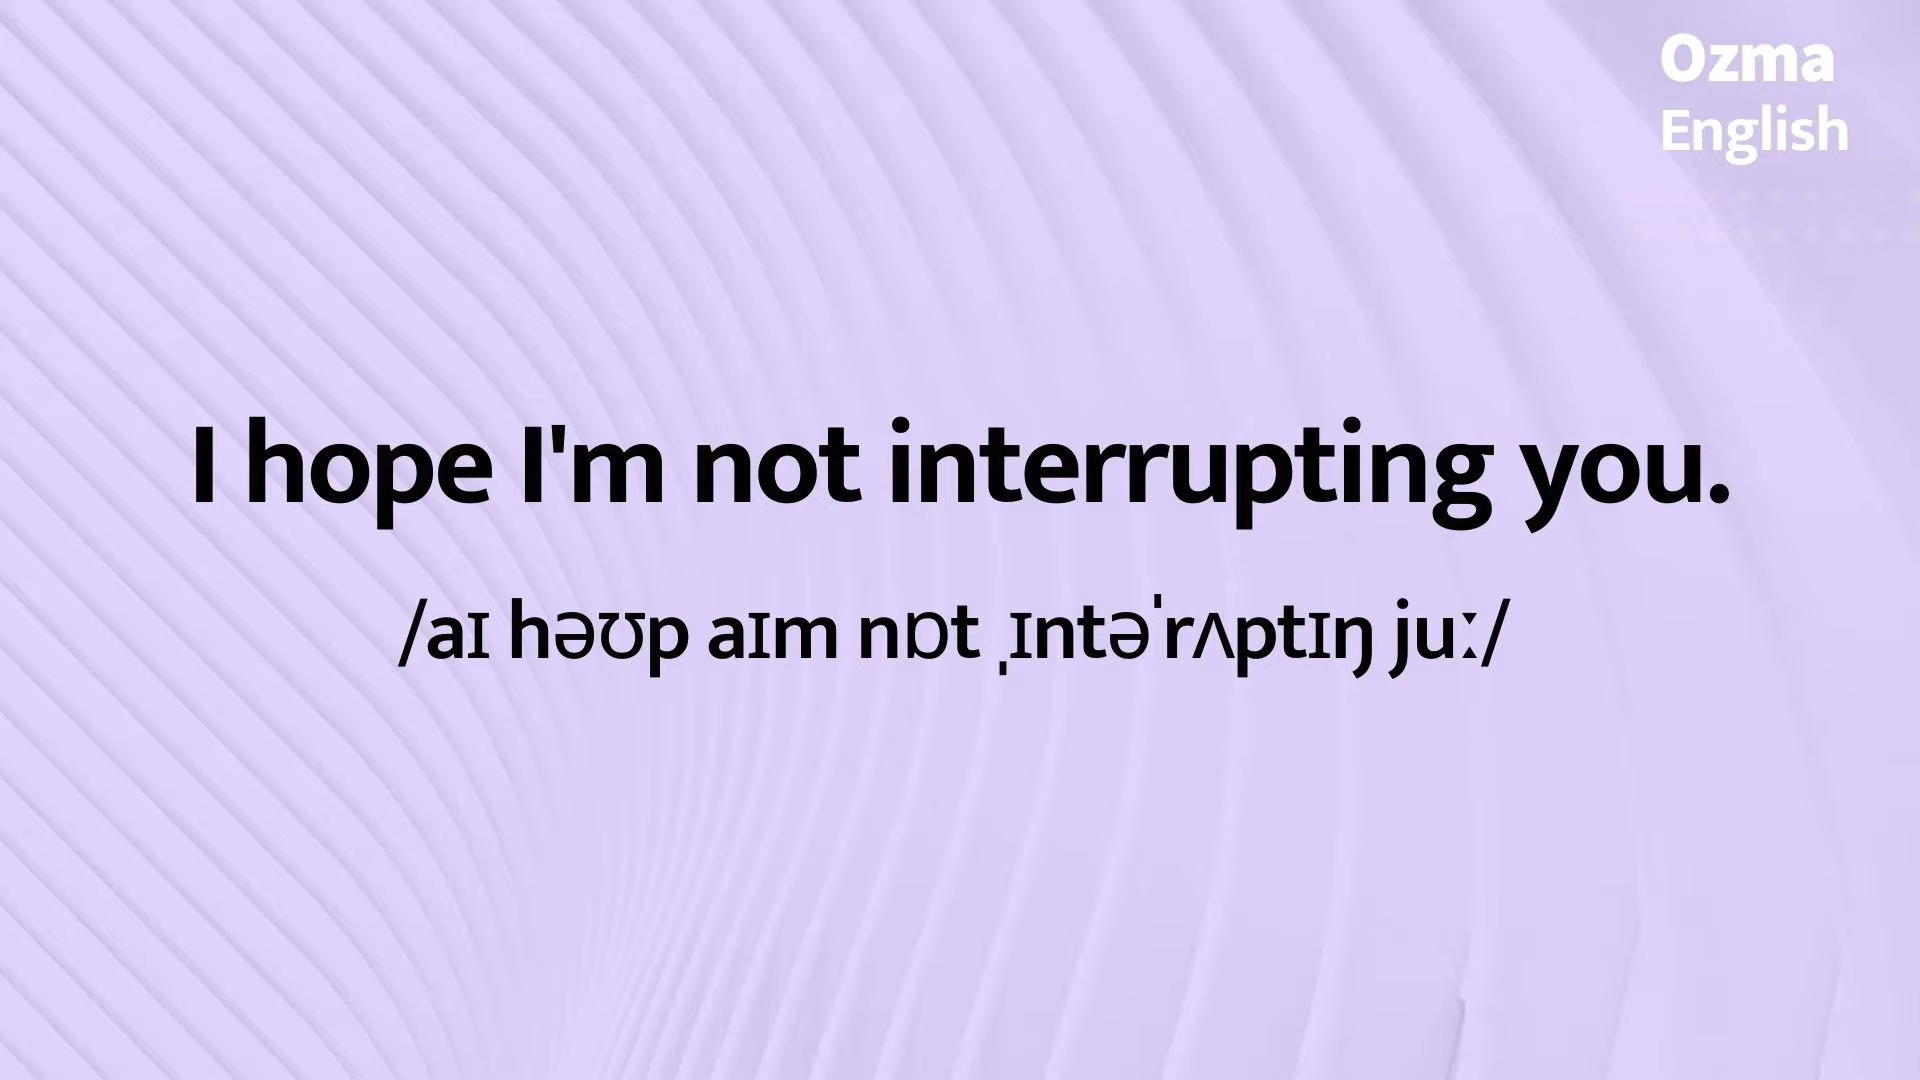 Ozma
English
I hope I'm not interrupting you.
/aɪ həʊp aɪm nɒt ˌɪntəˈrʌptɪŋ juː/